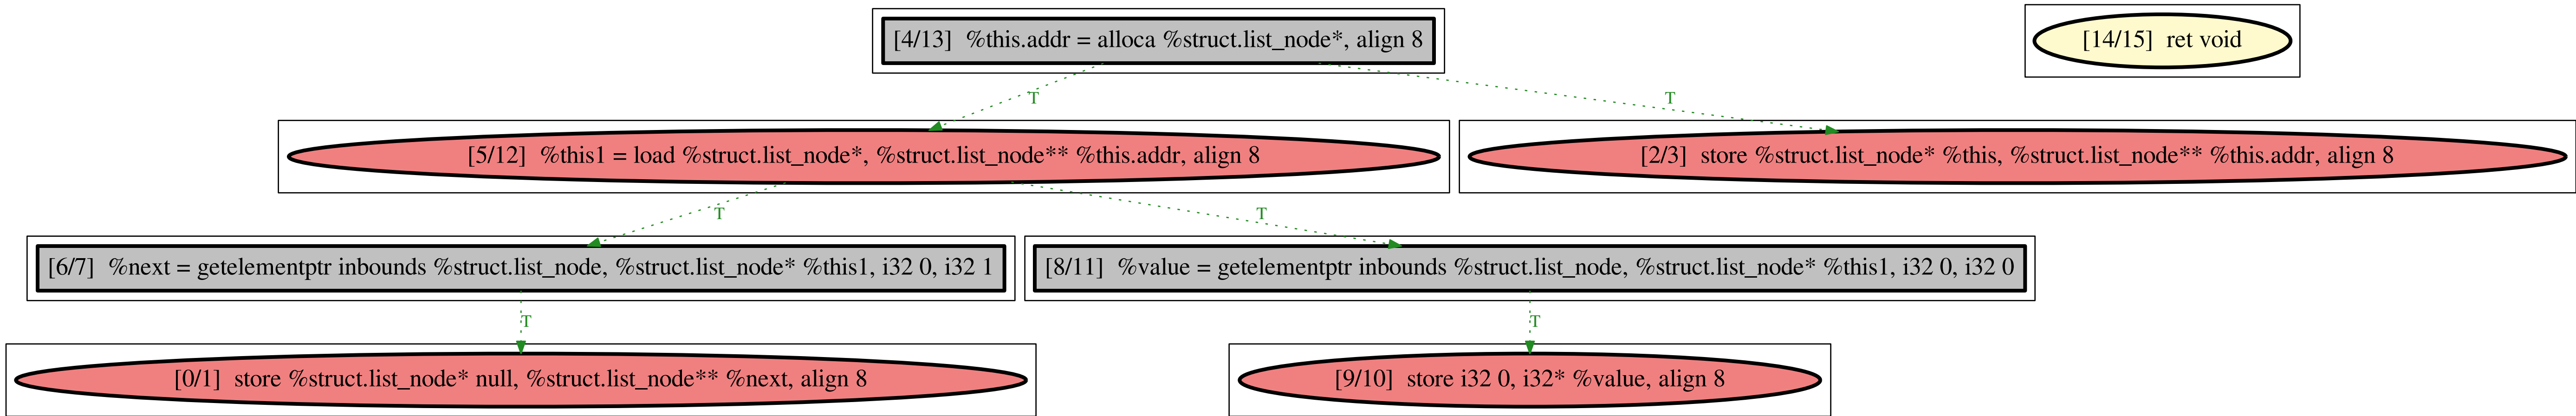 [4/13] %this.addr = alloca %struct.list_node*, align 8
[14/15] ret void
T
T
[5/12] %this1 = load %struct.list_node*, %struct.list_node** %this.addr, align 8
[2/3] store %struct.list_node* %this, %struct.list_node** %this.addr, align 8
T
T
[6/7] %next = getelementptr inbounds %struct.list_node, %struct.list_node* %this1, i32 0, i32 1
[8/11] %value = getelementptr inbounds %struct.list_node, %struct.list_node* %this1, i32 0, i32 0
T
T
[0/1] store %struct.list_node* null, %struct.list_node** %next, align 8
[9/10] store i32 0, i32* %value, align 8